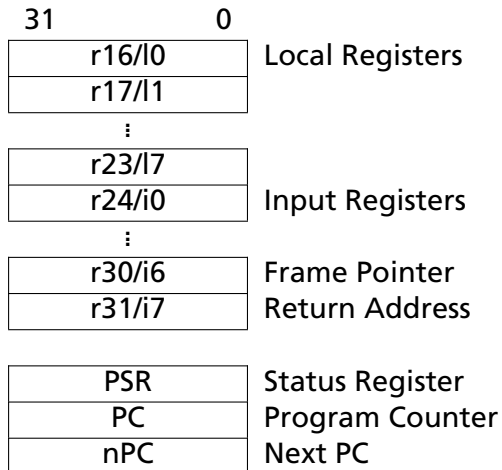 31 0
r16/l0 Local Registers
r17/l1
⋮
r23/l7
r24/i0 Input Registers
⋮
r30/i6 Frame Pointer
r31/i7 Return Address
PSR Status Register
PC Program Counter
nPC Next PC